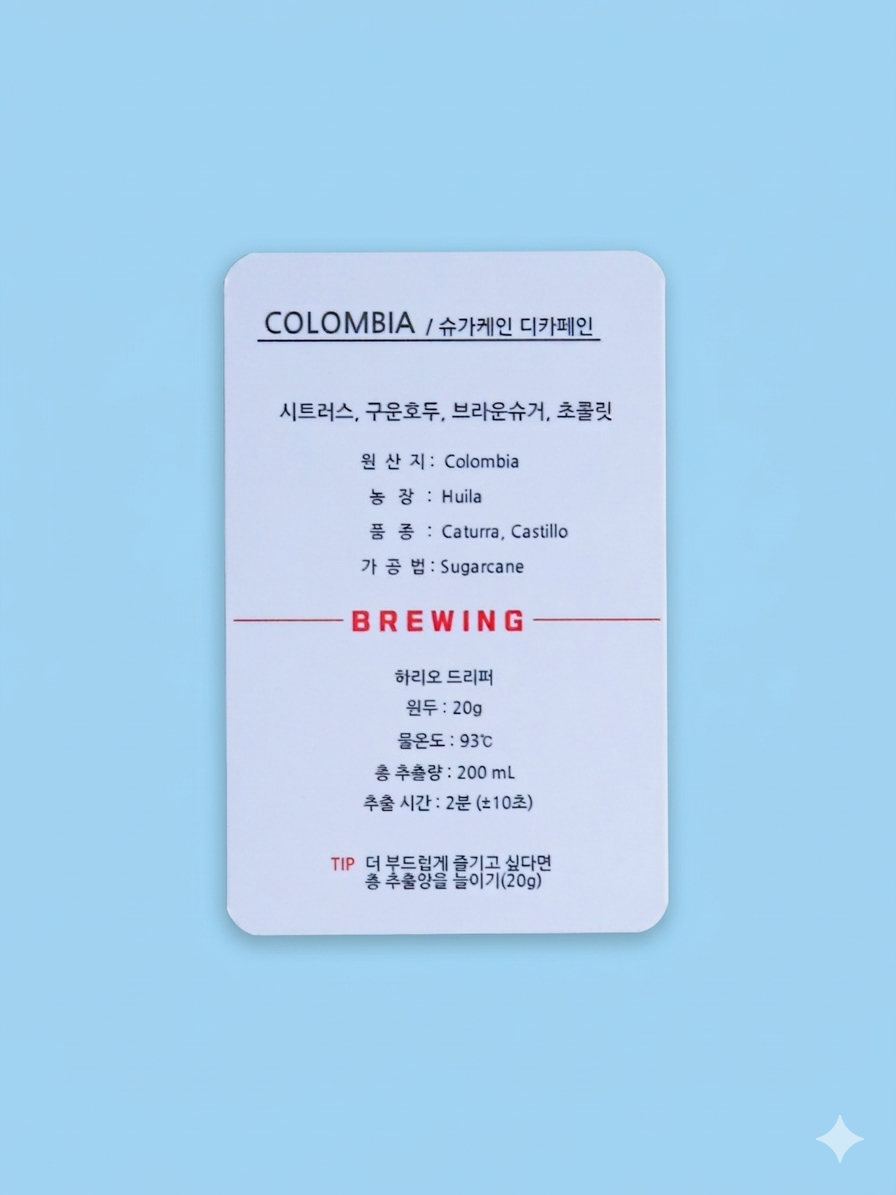 COLOMBIA / 슈가케인 디카페인
시트러스, 구운호두, 브라운슈거, 초콜릿
원 산 지 : Colombia
농 장 : Huila
품 종 : Caturra, Castillo
가 공 법 : Sugarcane
BREWING
하리오 드리퍼
원두 : 20g
물온도 : 93℃
총 추출량 : 200 mL
추출 시간 : 2분 (±10초)
TIP 더 부드럽게 즐기고 싶다면
총 추출양을 늘이기(20g)